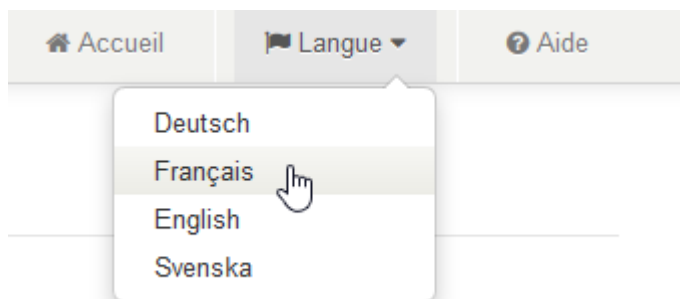 Accueil Langue Aide
Deutsch
Français
English
Svenska